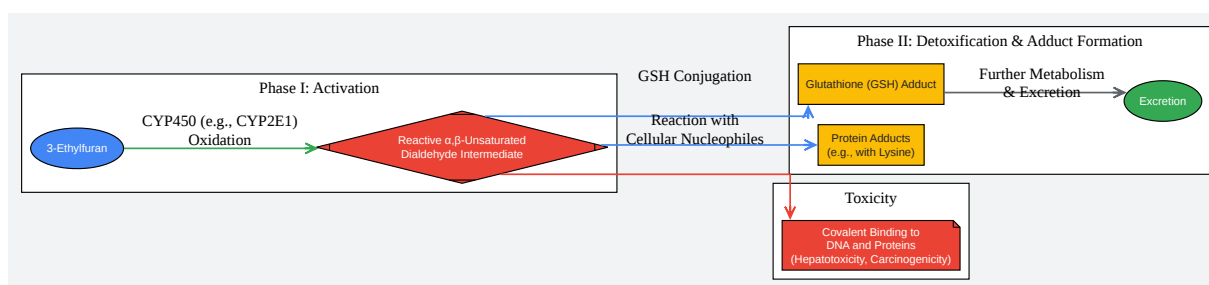 Phase II: Detoxification & Adduct Formation
Phase I: Activation
GSH Conjugation
Glutathione (GSH) Adduct
Further Metabolism
& Excretion
Excretion
3-Ethylfuran
CYP450 (e.g., CYP2E1)
Oxidation
Reactive α,β-Unsaturated
Dialdehyde Intermediate
Reaction with
Cellular Nucleophiles
Protein Adducts
(e.g., with Lysine)
Toxicity
Covalent Binding to
DNA and Proteins
(Hepatotoxicity, Carcinogenicity)